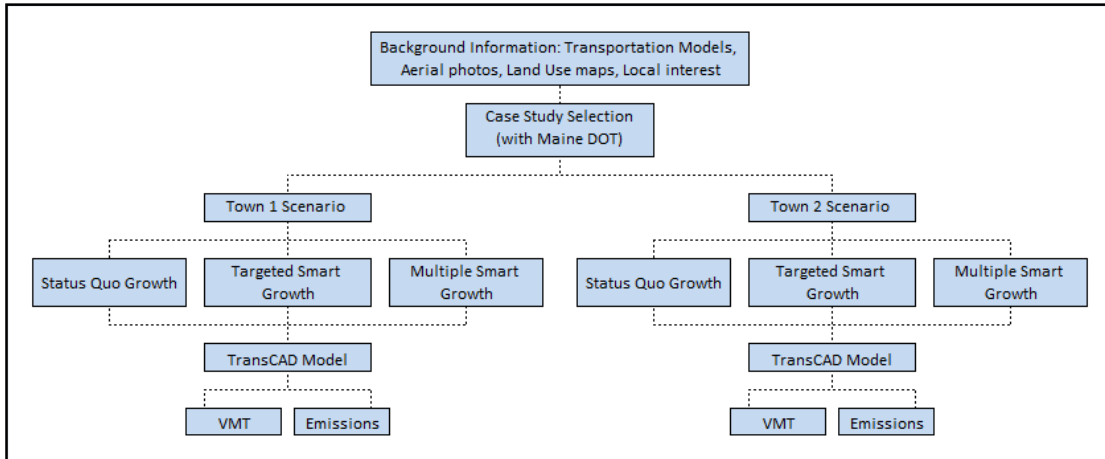 Background Information: Transportation Models,
Aerial photos, Land Use maps, Local interest
Case Study Selection
(with Maine DOT)
Town 1 Scenario
Town 2 Scenario
Status Quo Growth
Targeted Smart
Growth
Multiple Smart
Growth
Status Quo Growth
Targeted Smart
Growth
Multiple Smart
Growth
TransCAD Model
TransCAD Model
VMT
Emissions
VMT
Emissions